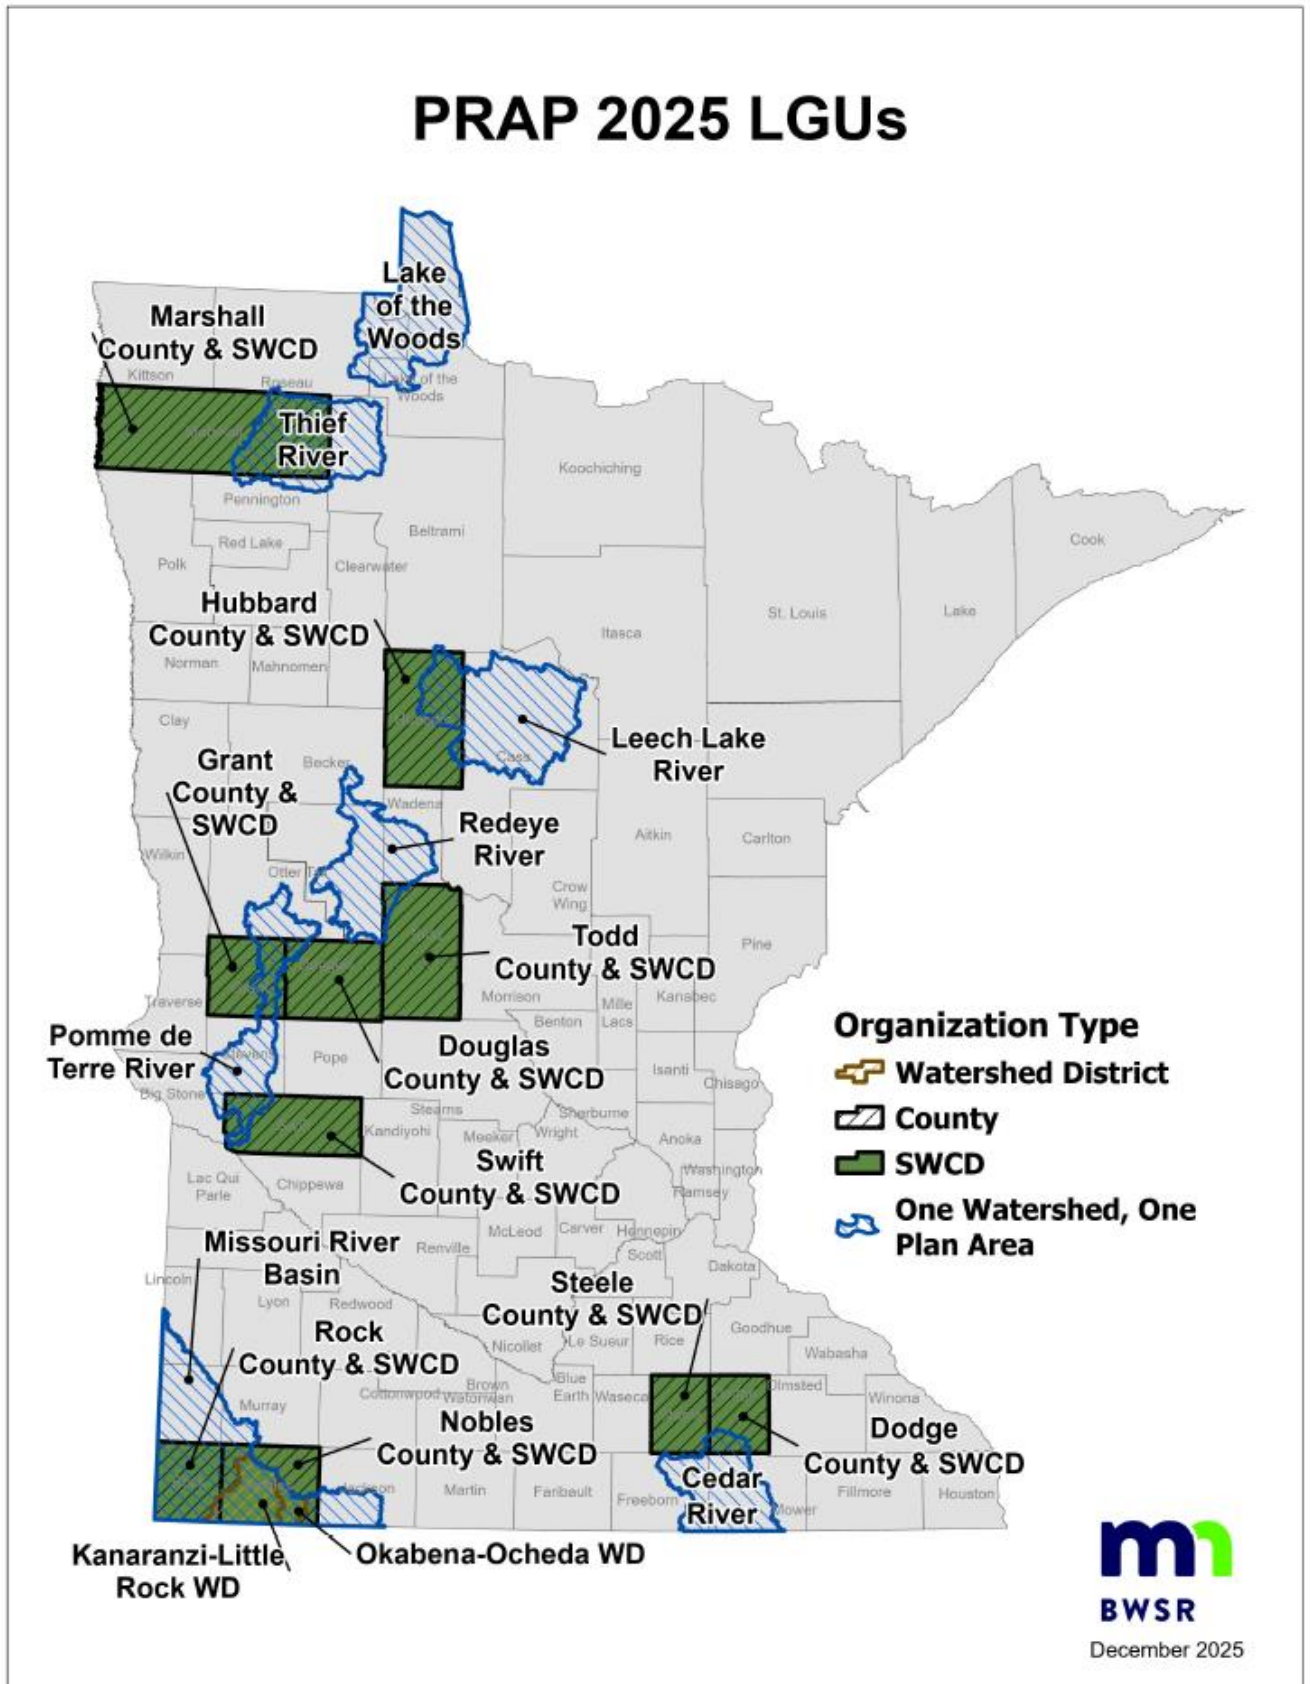 PRAP 2025 LGUs
Lake
of the
Woods
Marshall
County & SWCD
Kittson
Roseau
Lake of the
Woods
Thief
River
Koochiching
Pennington
Beltrami
Cook
Red Lake
Polk
Clearwater
Hubbard
County & SWCD
St. Louis
Lake
Itasca
Norman
Mahnomen
Clay
Leech Lake
River
Cass
Grant
County &
SWCD
Becker
Wadena
Redeye
River
Aitkin
Carlton
Wilkin
Otter Tail
Crow
Wing
Todd
County & SWCD
Pine
Traverse
Morrison
Mille
Lacs
Kanabec
Benton
Pomme de
Terre River
Stevens
Pope
Douglas
County & SWCD
Isanti
Chisago
Big Stone
Stearns
Sherburne
Kandiyohi
Meeker
Wright
Anoka
Swift
County & SWCD
Washington
Ramsey
Lac Qui
Parle
Chippewa
McLeod
Carver
Hennepin
Scott
Renville
Dakota
Missouri River
Basin
Lincoln
Lyon
Redwood
Steele
County & SWCD
Rock
County & SWCD
Nicollet
Le Sueur
Rice
Goodhue
Wabasha
Murray
Cottonwood
Brown
Watonwan
Blue
Earth
Waseca
Olmsted
Winona
Nobles
County & SWCD
Dodge
County & SWCD
Jackson
Martin
Faribault
Freeborn
Cedar
River
Mower
Fillmore
Houston
Kanaranzi-Little
Rock WD
Okabena-Ocheda WD
Organization Type
Watershed District
County
SWCD
One Watershed, One
Plan Area
mn
BWSR
December 2025